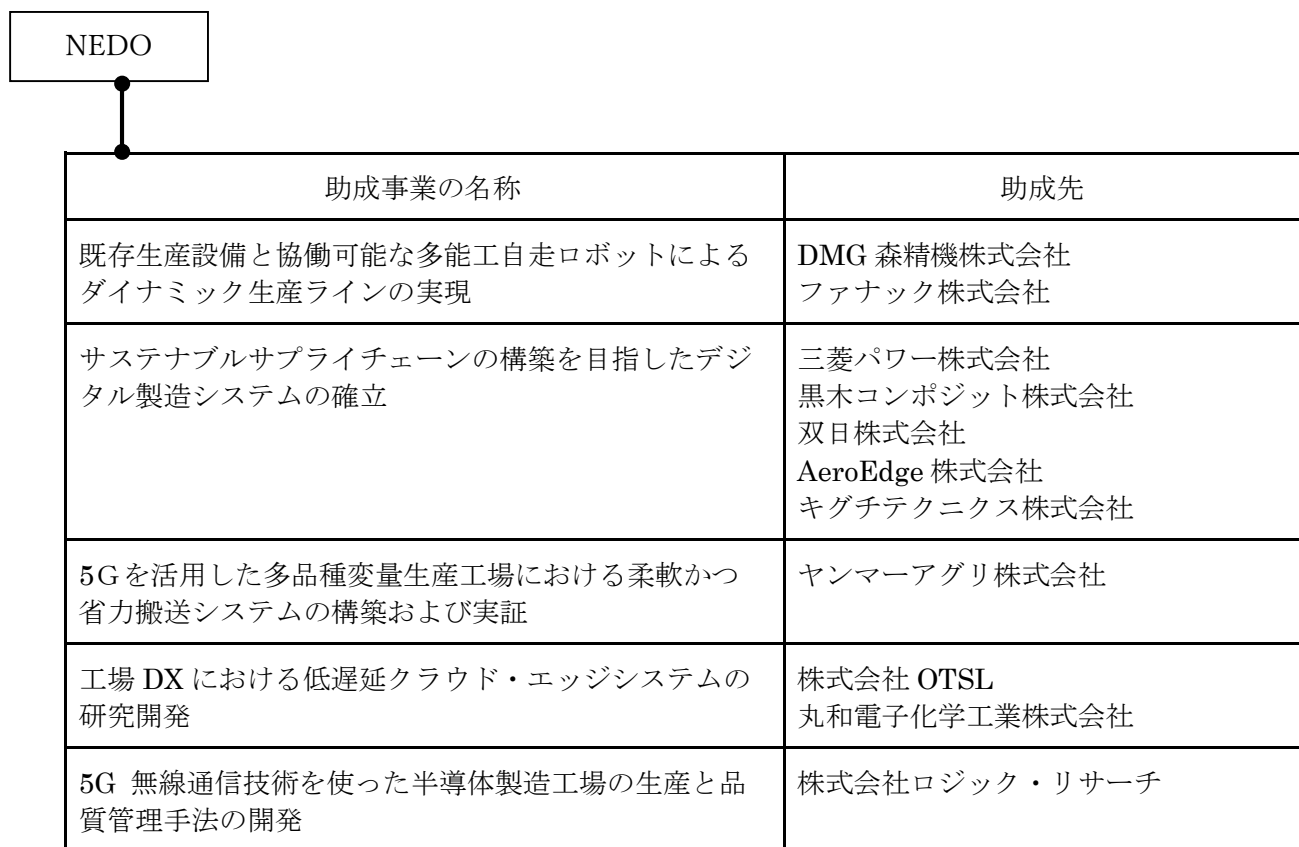 NEDO
助成事業の名称
助成先
既存生産設備と協働可能な多能工自走ロボットによる
ダイナミック生産ラインの実現
DMG 森精機株式会社
ファナック株式会社
サステナブルサプライチェーンの構築を目指したデジ
タル製造システムの確立
三菱パワー株式会社
黒木コンポジット株式会社
双日株式会社
AeroEdge 株式会社
キグチテクニクス株式会社
5Gを活用した多品種変量生産工場における柔軟かつ
省力搬送システムの構築および実証
ヤンマーアグリ株式会社
工場 DX における低遅延クラウド・エッジシステムの
研究開発
株式会社 OTSL
丸和電子化学工業株式会社
5G 無線通信技術を使った半導体製造工場の生産と品
質管理手法の開発
株式会社ロジック・リサーチ